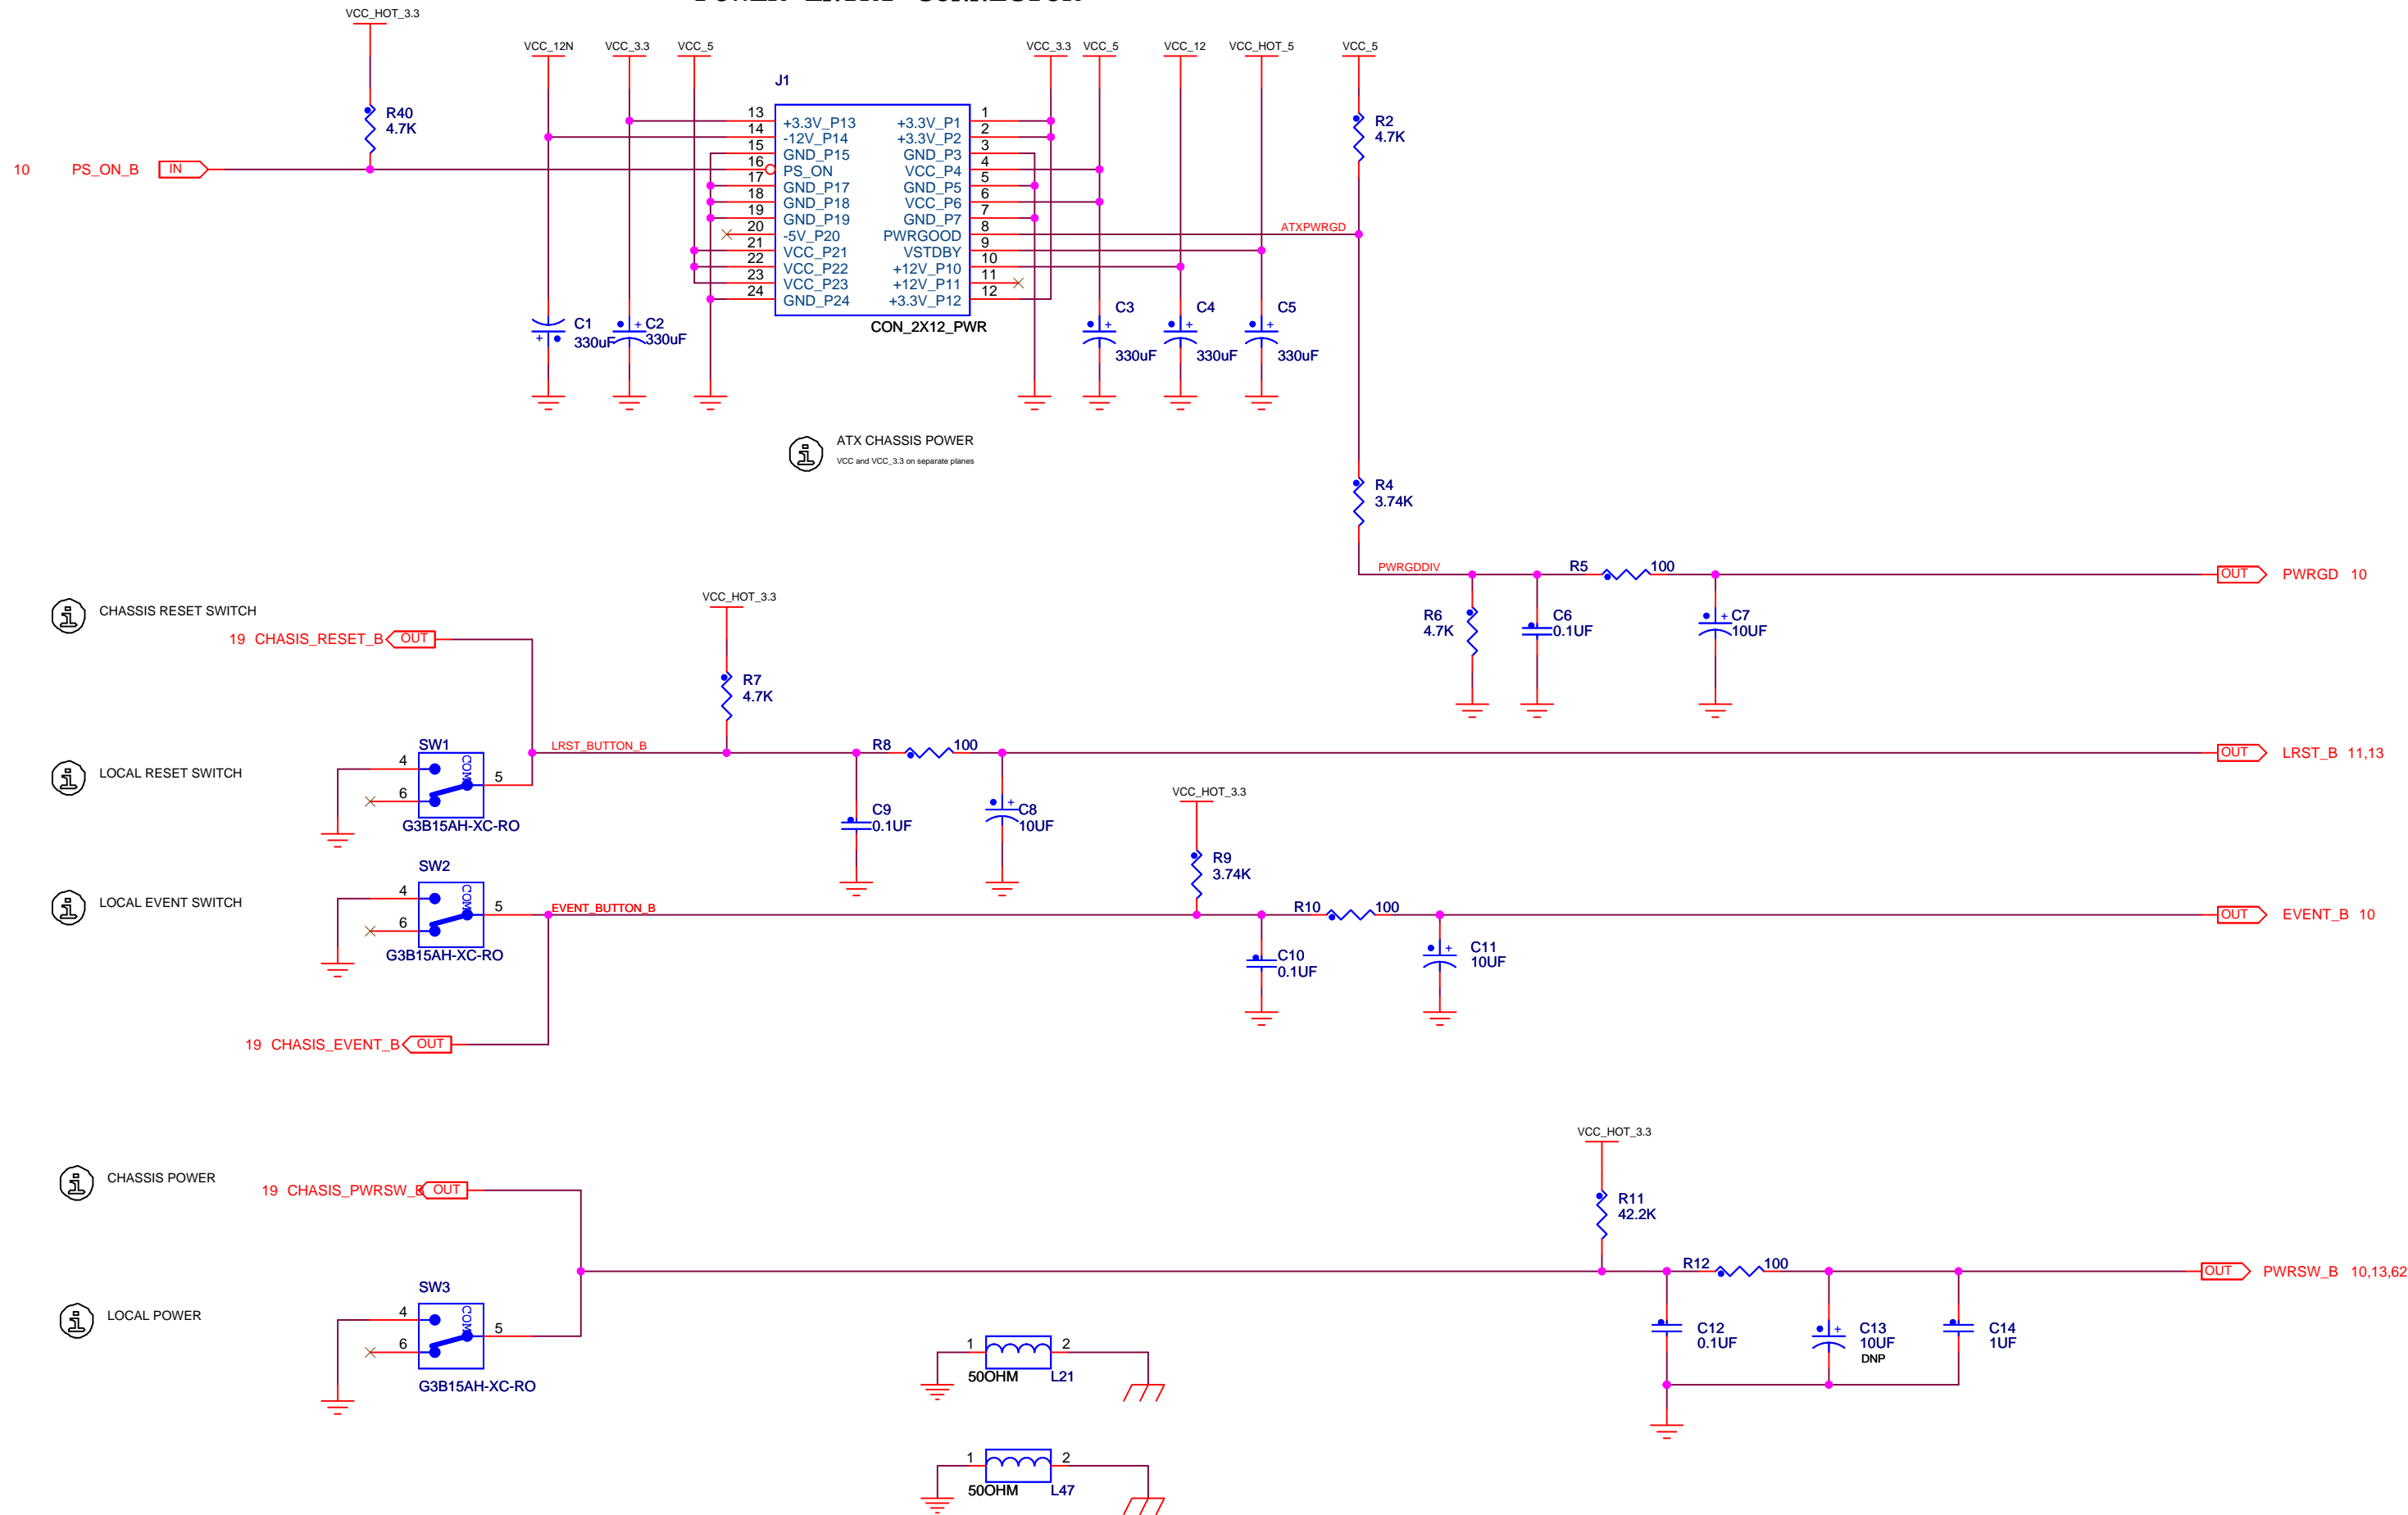 POWER ENTRY CONNECTOR
VCC_HOT_3.3
VCC_12N VCC_3.3 VCC_5
VCC_3.3 VCC_5 VCC_12 VCC_HOT_5 VCC_5
J1
R40
4.7K
R2
4.7K
10 PS_ON_B IN
13 +3.3V_P13 +3.3V_P1 1
14 -12V_P14 +3.3V_P2 2
15 GND_P15 GND_P3 3
16 PS_ON VCC_P4 4
17 GND_P17 GND_P5 5
18 GND_P18 VCC_P6 6
19 GND_P19 GND_P7 7
20 -5V_P20 PWRGOOD 8
21 VCC_P21 VSTDBY 9
22 VCC_P22 +12V_P10 10
23 VCC_P23 +12V_P11 11
24 GND_P24 +3.3V_P12 12
ATXPWRGD
CON_2X12_PWR
+ C1
330uF
+ C2
330uF
+ C3
330uF
+ C4
330uF
+ C5
330uF
i ATX CHASSIS POWER
VCC and VCC_3.3 on separate planes
R4
3.74K
PWRGDDIV
R5 100
OUT PWRGD 10
R6
4.7K
C6
0.1UF
+ C7
10UF
i CHASSIS RESET SWITCH
19 CHASIS_RESET_B OUT
VCC_HOT_3.3
R7
4.7K
i LOCAL RESET SWITCH
SW1
4 COM 5
6
G3B15AH-XC-RO
LRST_BUTTON_B
R8 100
OUT LRST_B 11,13
C9
0.1UF
+ C8
10UF
VCC_HOT_3.3
R9
3.74K
i LOCAL EVENT SWITCH
SW2
4 COM 5
6
G3B15AH-XC-RO
EVENT_BUTTON_B
R10 100
OUT EVENT_B 10
C10
0.1UF
+ C11
10UF
19 CHASIS_EVENT_B OUT
VCC_HOT_3.3
R11
42.2K
i CHASSIS POWER
19 CHASIS_PWRSW_B OUT
R12 100
OUT PWRSW_B 10,13,62
i LOCAL POWER
SW3
4 COM 5
6
G3B15AH-XC-RO
C12
0.1UF
+ C13
10UF
DNP
C14
1UF
1 2
50OHM L21
1 2
50OHM L47